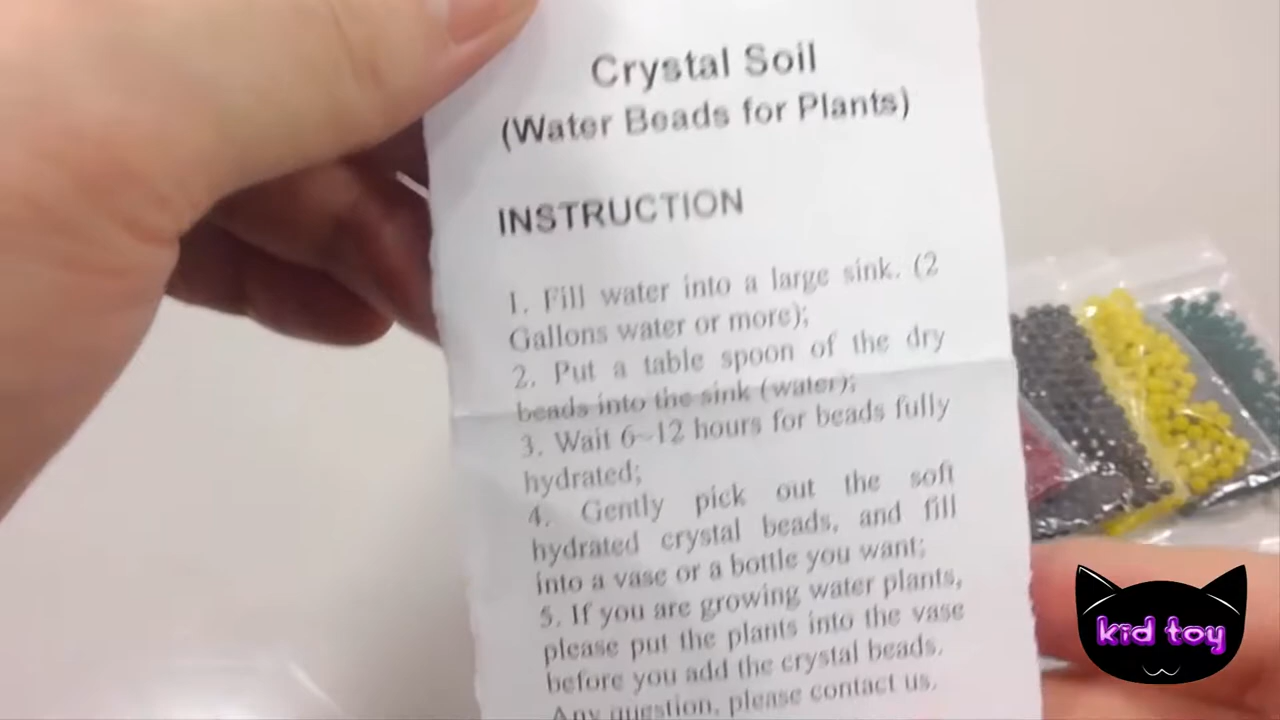 Crystal Soil
(Water Beads for Plants)
INSTRUCTION
1. Fill water into a large sink. (2
Gallons water or more);
2. Put a table spoon of the dry
beads into the sink (water);
3. Wait 6~12 hours for beads fully
hydrated;
4. Gently pick out the soft
hydrated crystal beads, and fill
into a vase or a bottle you want;
5. If you are growing water plants,
please put the plants into the vase
before you add the crystal beads.
Any question, please contact us.
kid toy